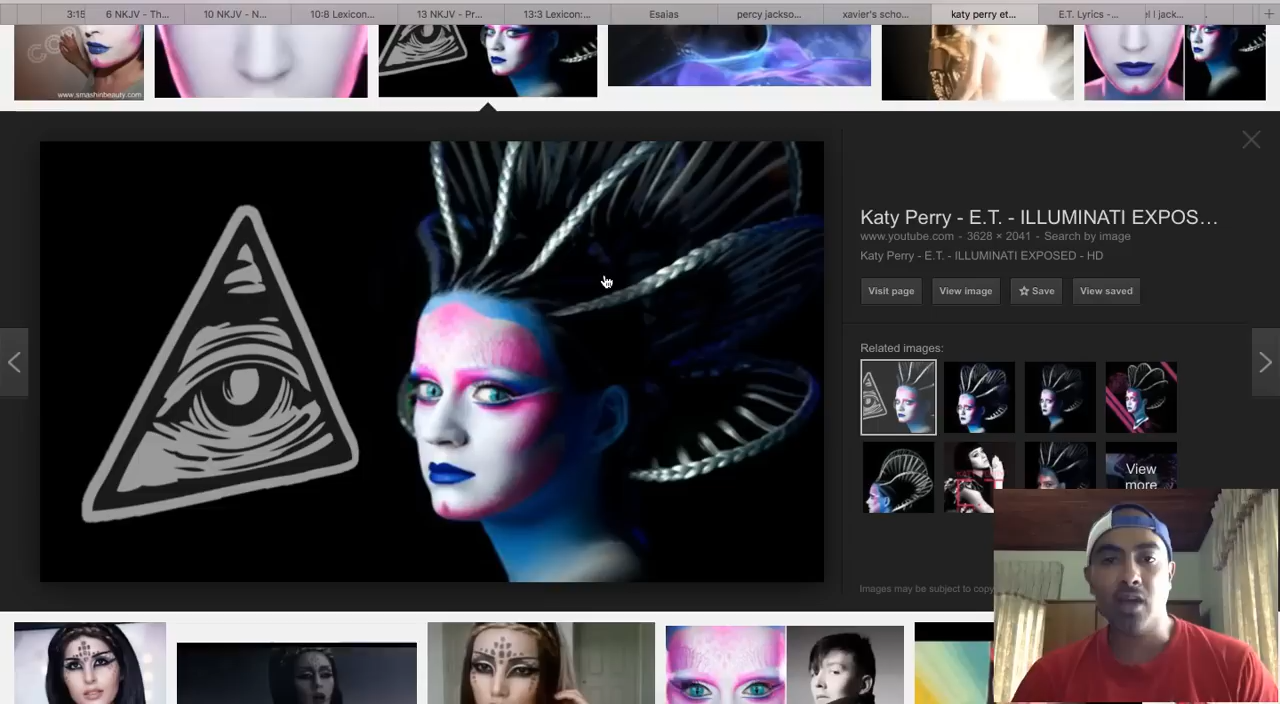 3:15
6 NKJV - Th...
10 NKJV - N...
10:8 Lexicon...
13 NKJV - Pr...
13:3 Lexicon:...
Esaias
percy jackso...
xavier's scho...
katy perry et...
E.T. Lyrics -...
el l jack...
www.smashinbeauty.com
Katy Perry - E.T. - ILLUMINATI EXPOS...
www.youtube.com - 3628 × 2041 - Search by image
Katy Perry - E.T. - ILLUMINATI EXPOSED - HD
Visit page
View image
Save
View saved
Related images:
View
more
Images may be subject to copy